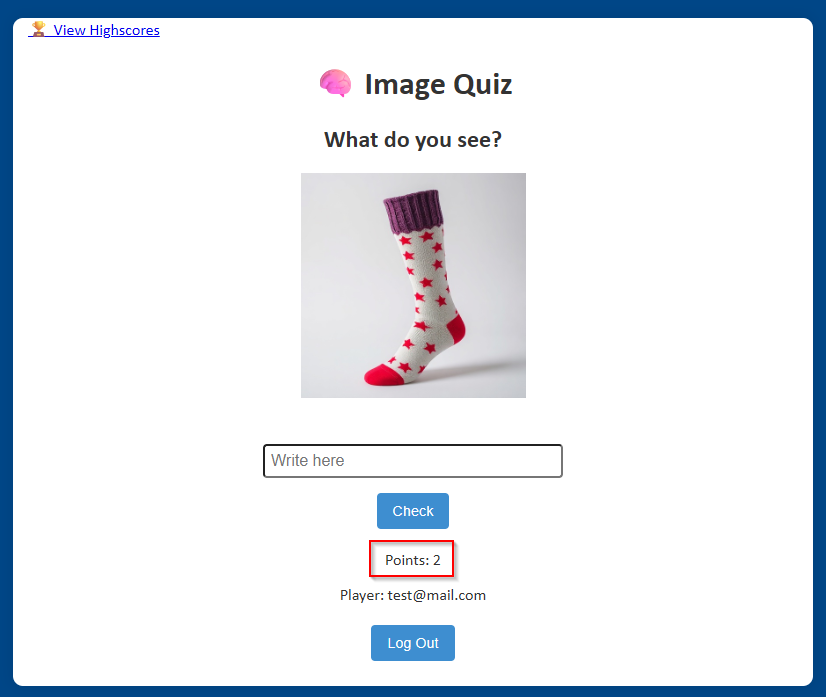 View Highscores
Image Quiz
What do you see?
Write here
Check
Points: 2
Player: test@mail.com
Log Out